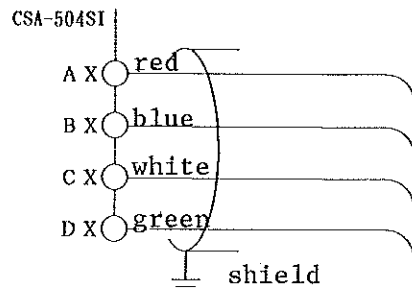 CSA-504SI
A X red
B X blue
C X white
D X green
shield